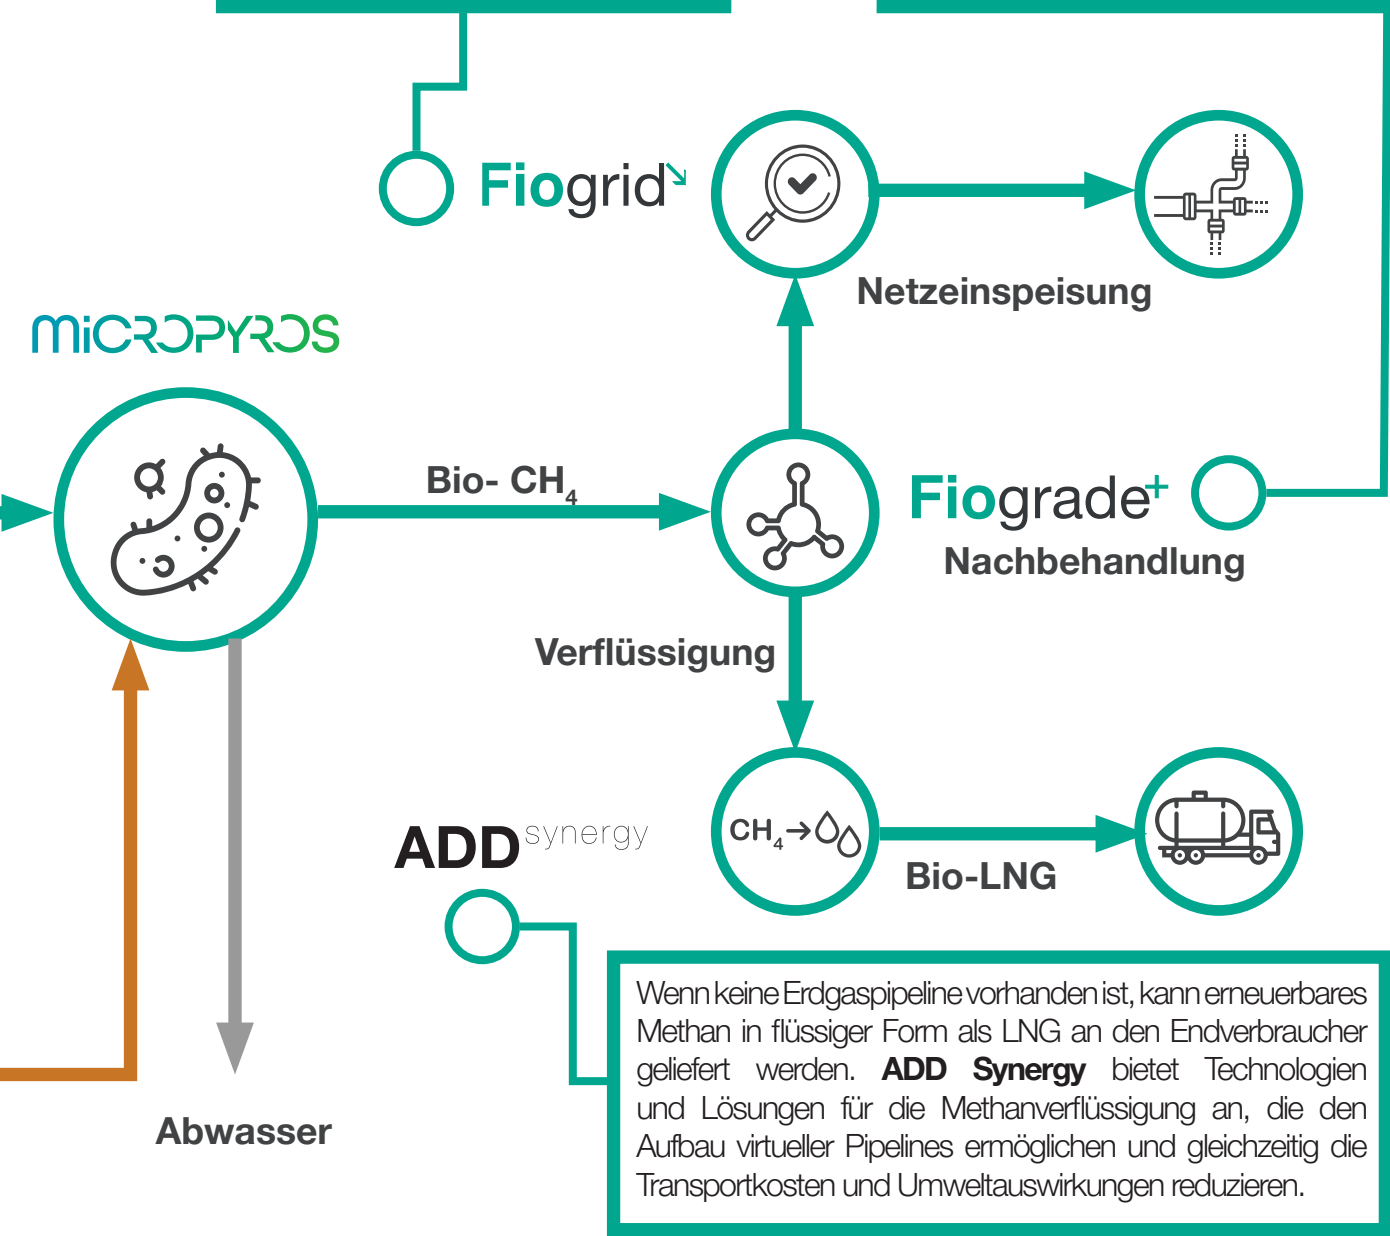 Fiogrid
Netzeinspeisung
MiCROPYROS
Bio- CH₄
Fiograde+
Nachbehandlung
Verflüssigung
ADD synergy
CH₄→
Bio-LNG
Abwasser
Wenn keine Erdgaspipeline vorhanden ist, kann erneuerbares
Methan in flüssiger Form als LNG an den Endverbraucher
geliefert werden. ADD Synergy bietet Technologien
und Lösungen für die Methanverflüssigung an, die den
Aufbau virtueller Pipelines ermöglichen und gleichzeitig die
Transportkosten und Umweltauswirkungen reduzieren.